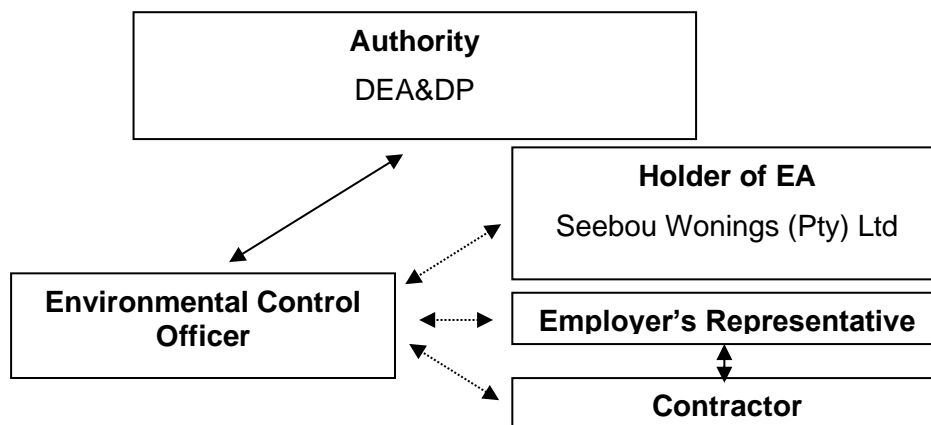 Authority
DEA&DP
Holder of EA
Seebou Wonings (Pty) Ltd
Environmental Control
Officer
Employer's Representative
Contractor